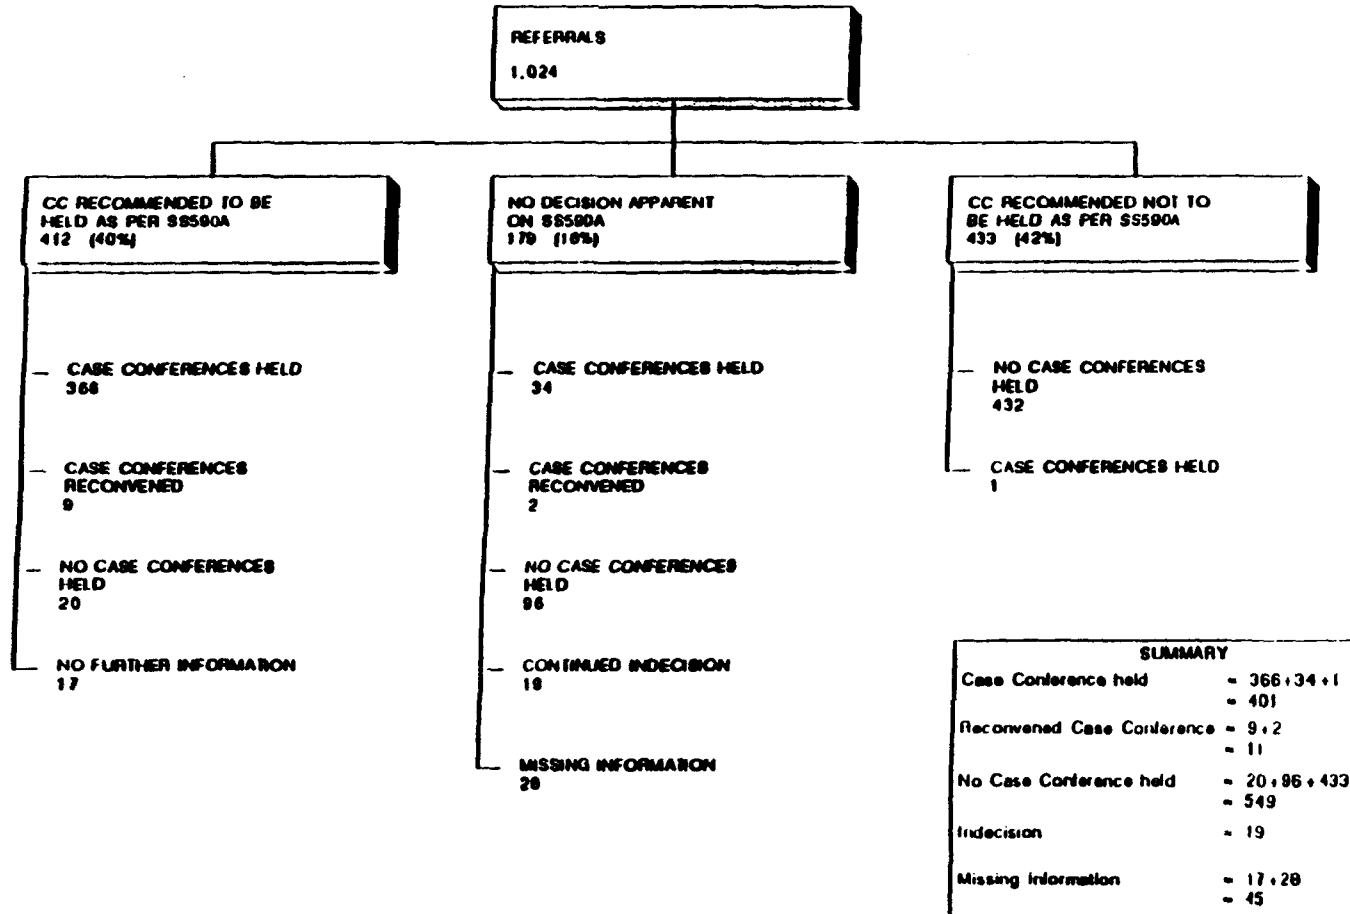 REFERRALS
1,024
CC RECOMMENDED TO BE
HELD AS PER SS590A
412 (40%)
NO DECISION APPARENT
ON SS590A
179 (18%)
CC RECOMMENDED NOT TO
BE HELD AS PER SS590A
433 (42%)
CASE CONFERENCES HELD
366
CASE CONFERENCES
RECONVENED
9
NO CASE CONFERENCES
HELD
20
NO FURTHER INFORMATION
17
CASE CONFERENCES HELD
34
CASE CONFERENCES
RECONVENED
2
NO CASE CONFERENCES
HELD
96
CONTINUED INDECISION
19
MISSING INFORMATION
28
NO CASE CONFERENCES
HELD
432
CASE CONFERENCES HELD
1
SUMMARY
Case Conference held = 366+34+1
= 401
Reconvened Case Conference = 9+2
= 11
No Case Conference held = 20+96+433
= 549
Indecision = 19
Missing Information = 17+28
= 45